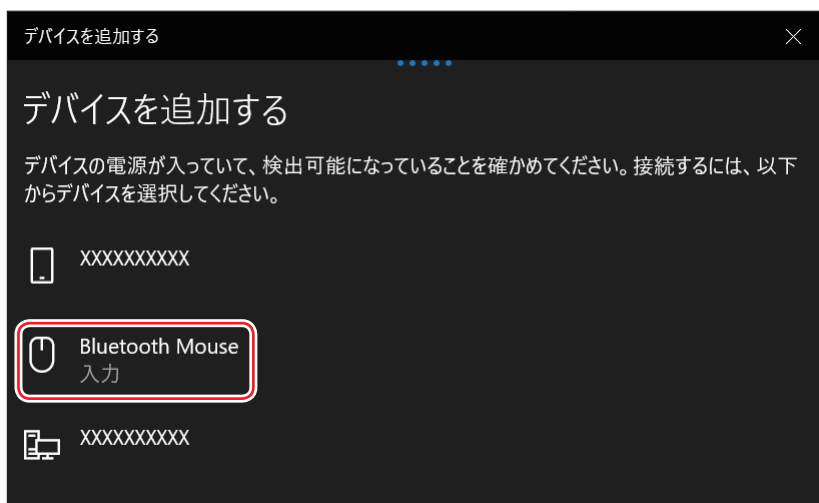 デバイスを追加する
デバイスを追加する
デバイスの電源が入っていて、検出可能になっていることを確かめてください。接続するには、以下
からデバイスを選択してください。
XXXXXXXXXX
Bluetooth Mouse
入力
XXXXXXXXXX